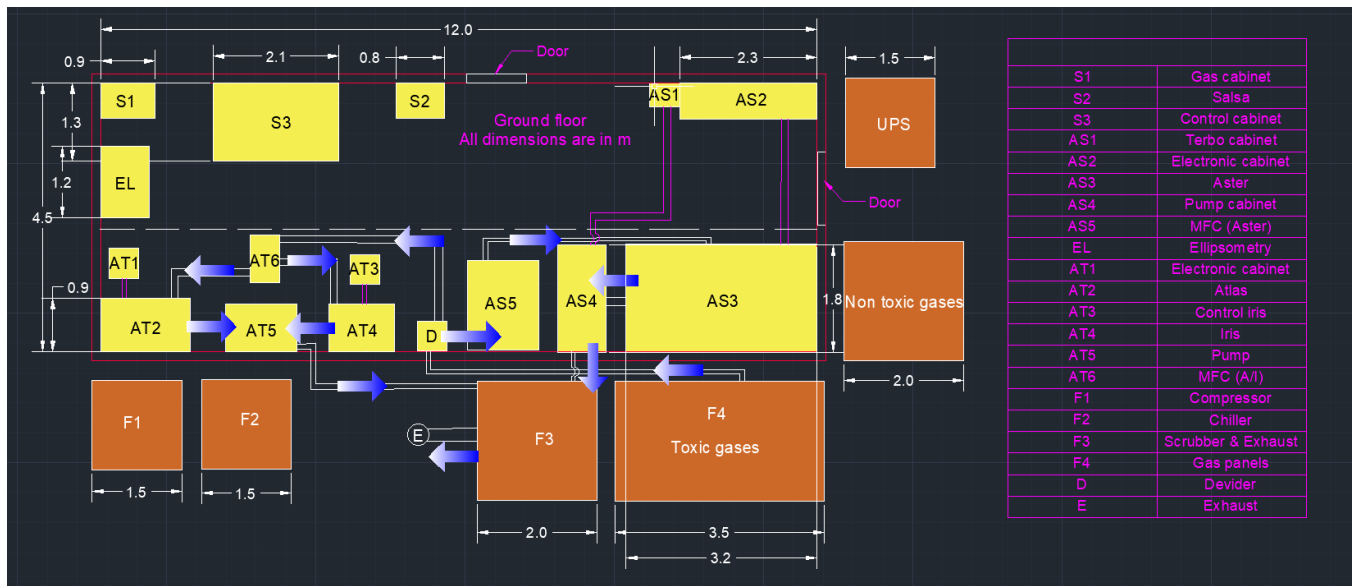 12.0
2.1
0.8
Door
2.3
1.5
0.9
S1
S3
S2
AS1
AS2
UPS
Ground floor
All dimensions are in m
1.3
1.2
4.5
EL
Door
AT1
AT6
AT3
0.9
AT2
AT5
AT4
D
AS5
AS4
AS3
1.8
Non toxic gases
2.0
F1
F2
E
F3
F4
Toxic gases
1.5
1.5
2.0
3.5
3.2
S1 Gas cabinet
S2 Salsa
S3 Control cabinet
AS1 Terbo cabinet
AS2 Electronic cabinet
AS3 Aster
AS4 Pump cabinet
AS5 MFC (Aster)
EL Ellipsometry
AT1 Electronic cabinet
AT2 Atlas
AT3 Control iris
AT4 Iris
AT5 Pump
AT6 MFC (A/I)
F1 Compressor
F2 Chiller
F3 Scrubber & Exhaust
F4 Gas panels
D Devider
E Exhaust